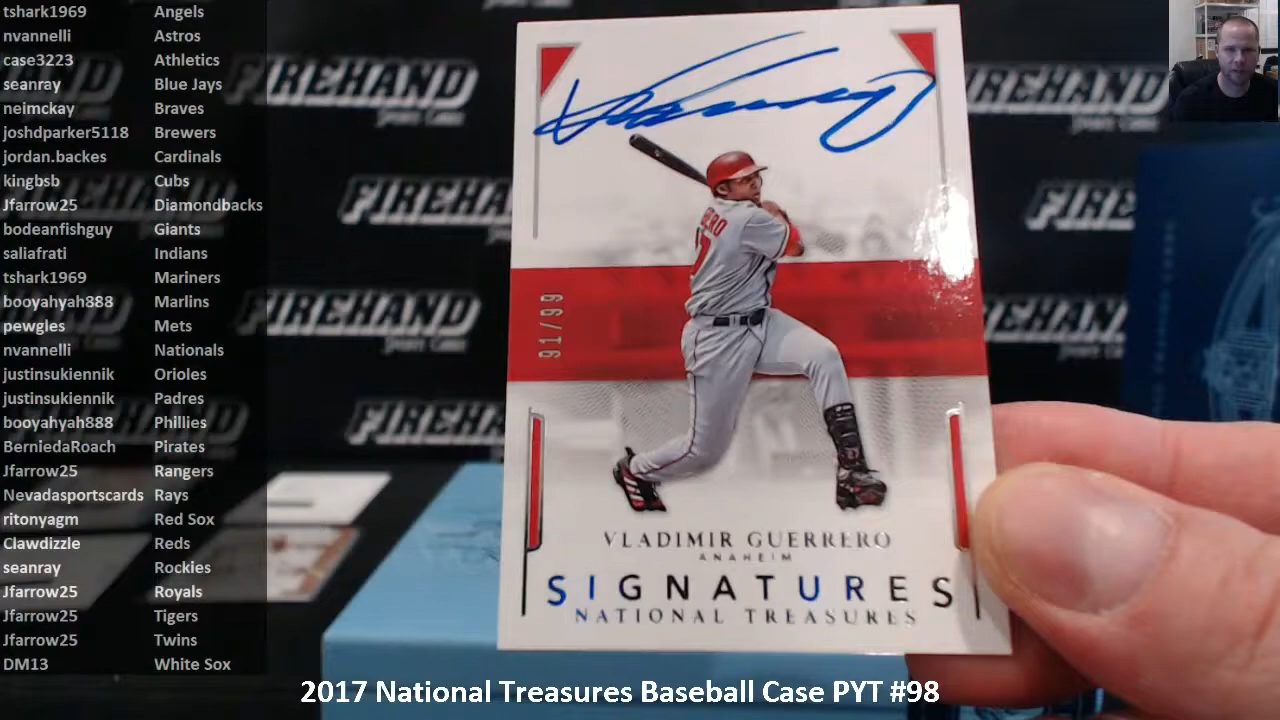 tshark1969 Angels
nvannelli Astros
case3223 Athletics
seanray Blue Jays
neimckay Braves
joshdparker5118 Brewers
jordan.backes Cardinals
kingbsb Cubs
Jfarrow25 Diamondbacks
bodeanfishguy Giants
saliafrati Indians
tshark1969 Mariners
booyahyah888 Marlins
pewgles Mets
nvannelli Nationals
justinsukiennik Orioles
justinsukiennik Padres
booyahyah888 Phillies
BerniedaRoach Pirates
Jfarrow25 Rangers
Nevadasportscards Rays
ritonyagm Red Sox
Clawdizzle Reds
seanray Rockies
Jfarrow25 Royals
Jfarrow25 Tigers
Jfarrow25 Twins
DM13 White Sox
FIREHAND
FIREHAND
FIREHAND
FIREHAND
91/99
VLADIMIR GUERRERO
ANAHEIM
SIGNATURES
NATIONAL TREASURES
2017 National Treasures Baseball Case PYT #98